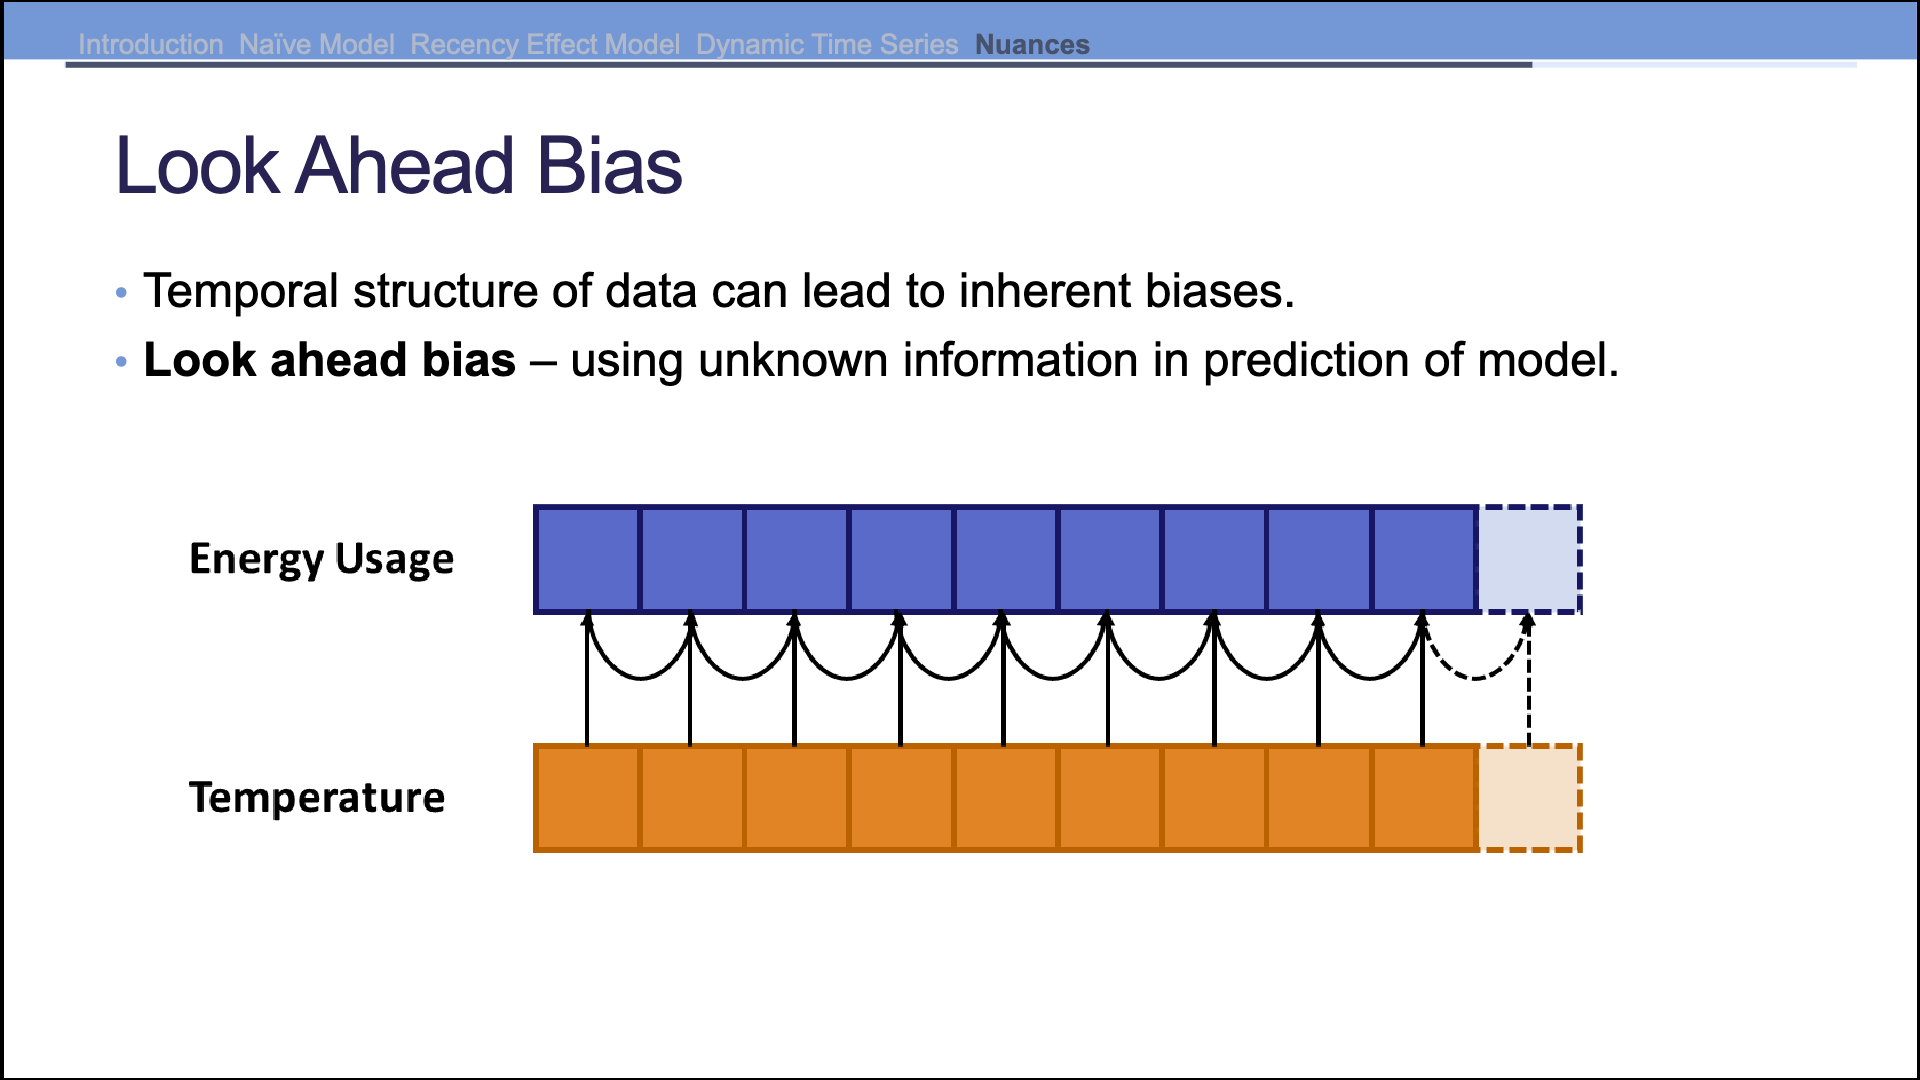 Introduction Naïve Model Recency Effect Model Dynamic Time Series Nuances
Look Ahead Bias
• Temporal structure of data can lead to inherent biases.
• Look ahead bias – using unknown information in prediction of model.
Energy Usage
Temperature